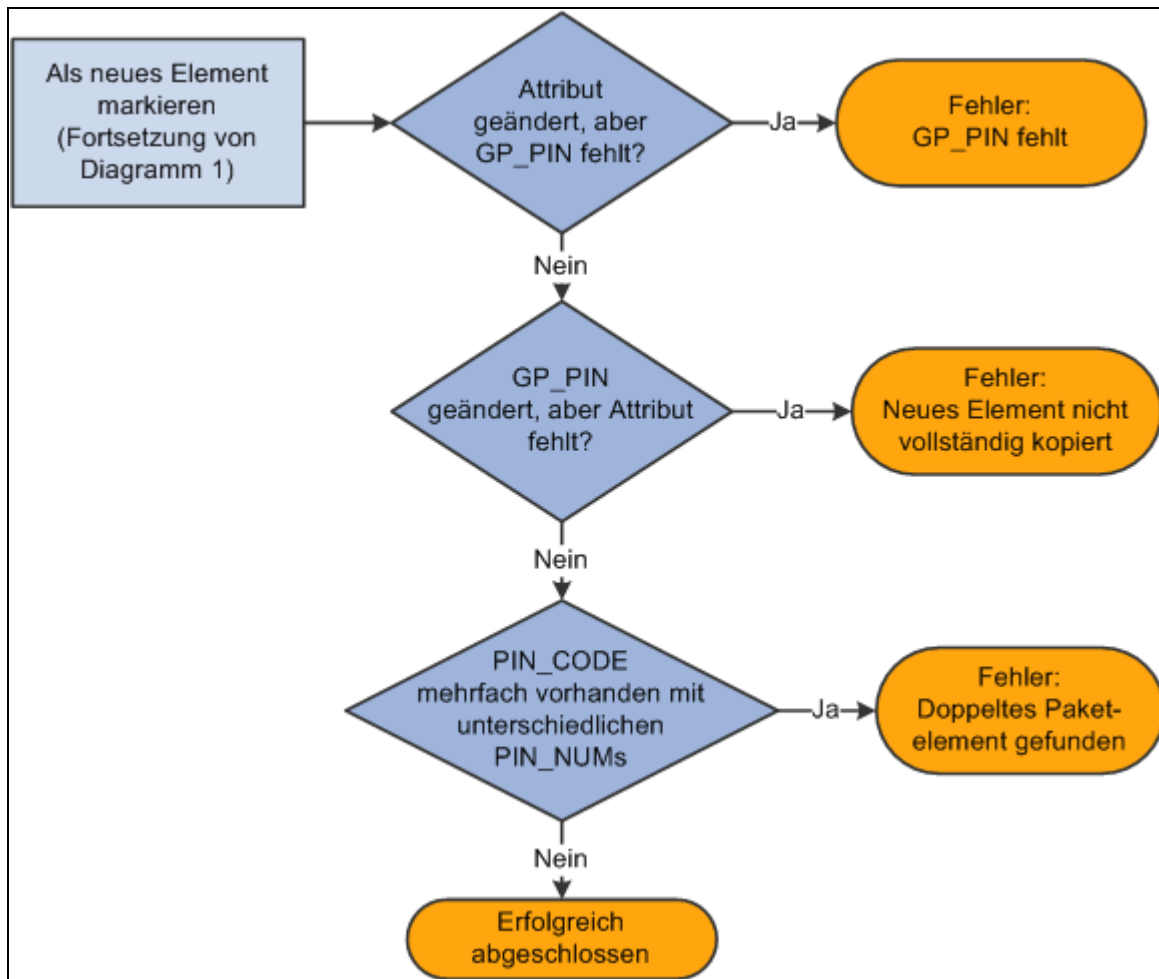 Als neues Element
markieren
(Fortsetzung von
Diagramm 1)
Attribut
geändert, aber
GP_PIN fehlt?
Ja
Fehler:
GP_PIN fehlt
Nein
GP_PIN
geändert, aber Attribut
fehlt?
Ja
Fehler:
Neues Element nicht
vollständig kopiert
Nein
PIN_CODE
mehrfach vorhanden mit
unterschiedlichen
PIN_NUMs
Ja
Fehler:
Doppeltes Paket-
element gefunden
Nein
Erfolgreich
abgeschlossen